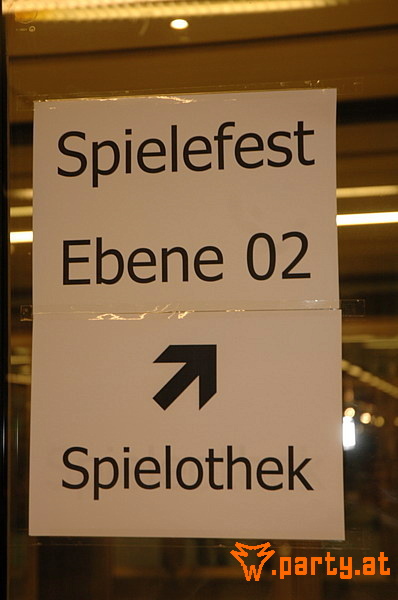 Spielefest
Ebene 02
Spielothek
w.party.at